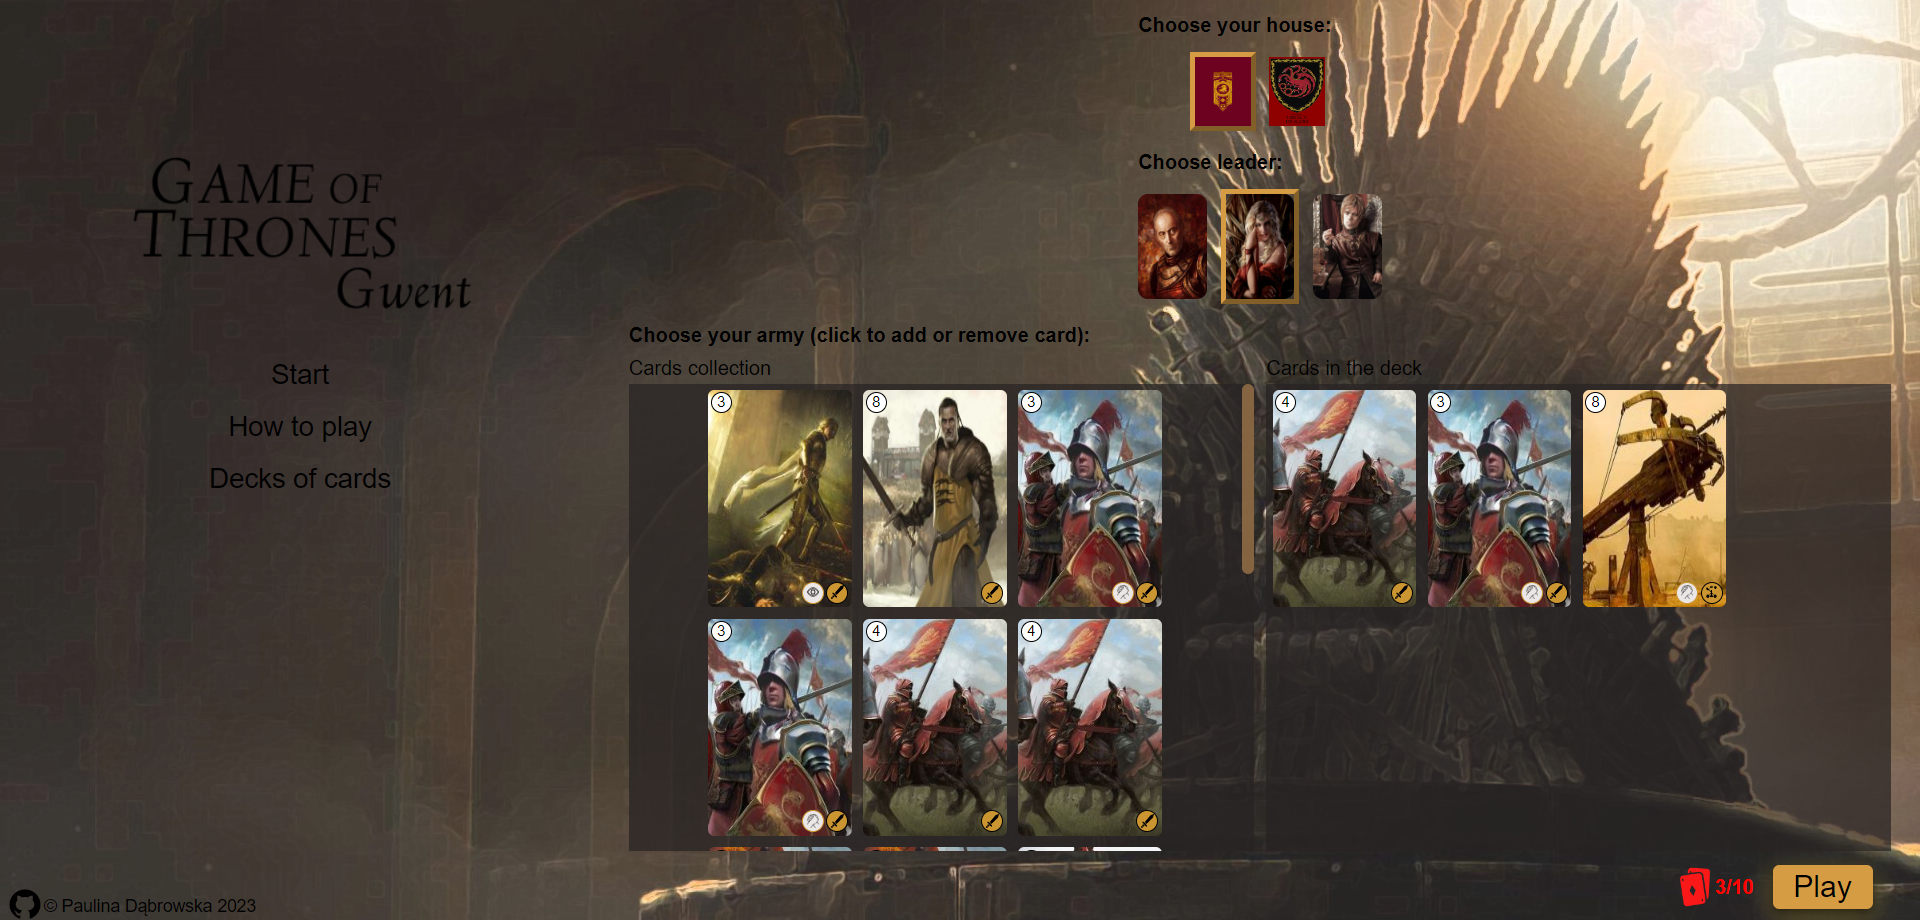 GAME OF
THRONES
Gwent
Start
How to play
Decks of cards
Choose your house:
Choose leader:
Choose your army (click to add or remove card):
Cards collection
3
8
3
3
4
4
Cards in the deck
4
3
8
3/10
Play
© Paulina Dąbrowska 2023